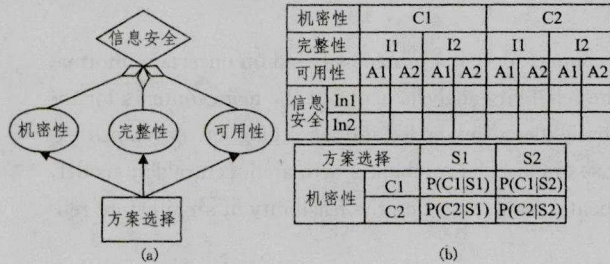 信息安全
机密性 完整性 可用性
方案选择
(a)
机密性 C1 C2
完整性 I1 I2 I1 I2
可用性 A1 A2 A1 A2 A1 A2 A1 A2
信息安全 In1
In2
方案选择 S1 S2
机密性 C1 P(C1|S1) P(C1|S2)
C2 P(C2|S1) P(C2|S2)
(b)